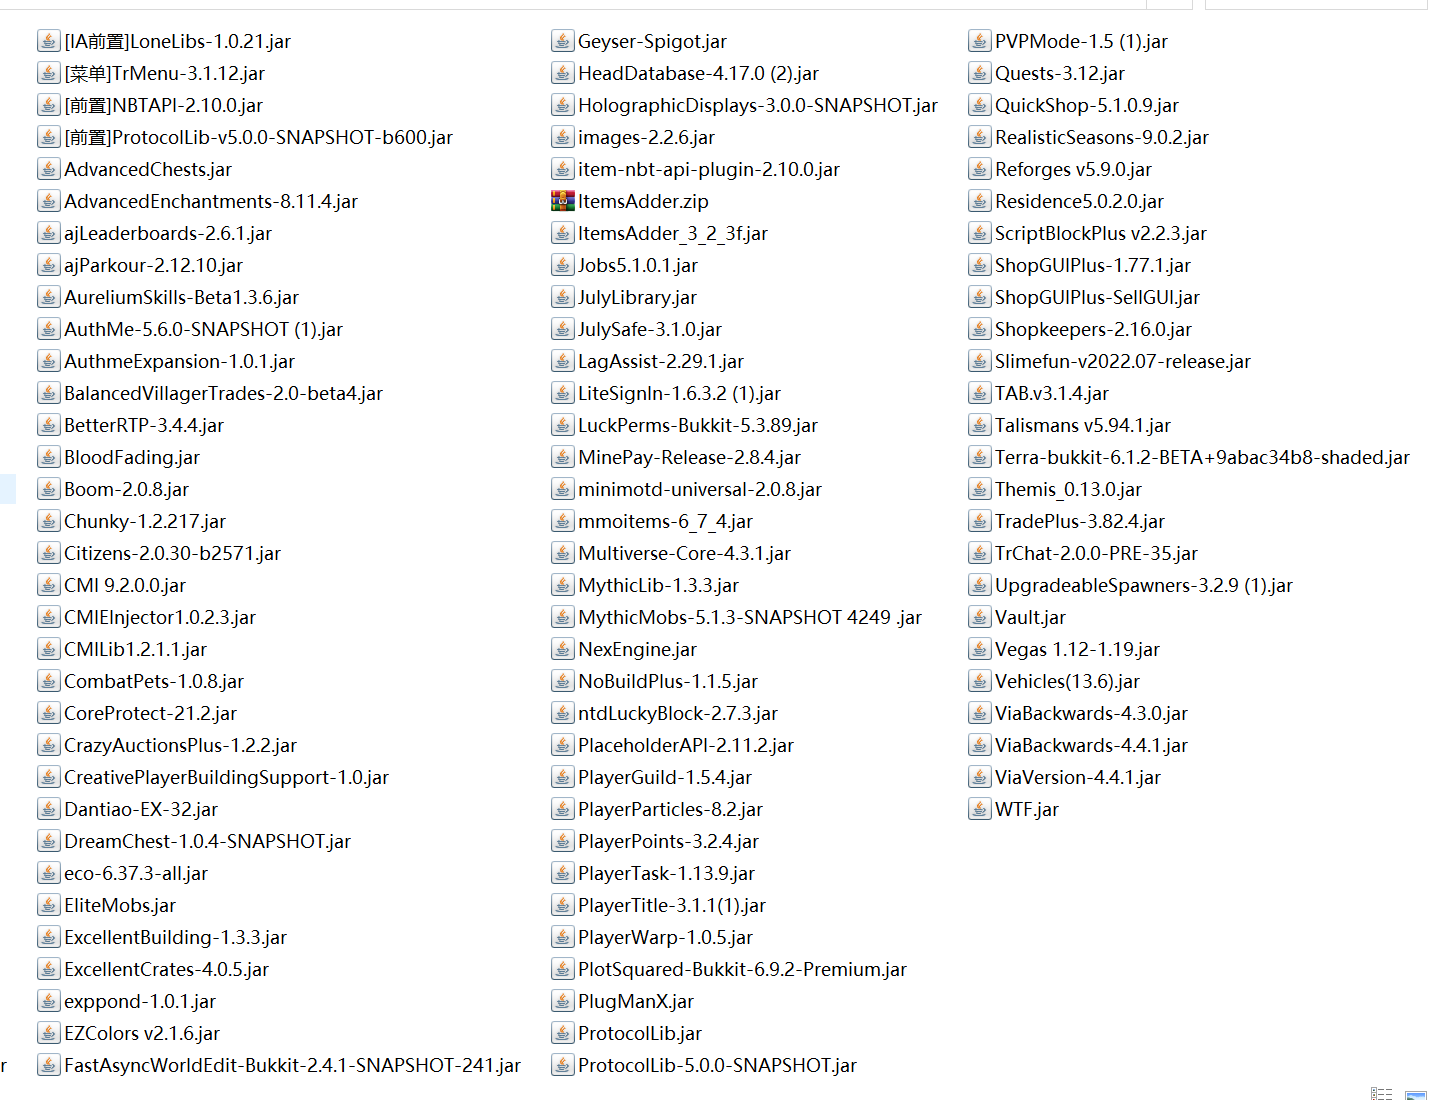 [IA前置]LoneLibs-1.0.21.jar
[菜单]TrMenu-3.1.12.jar
[前置]NBTAPI-2.10.0.jar
[前置]ProtocolLib-v5.0.0-SNAPSHOT-b600.jar
AdvancedChests.jar
AdvancedEnchantments-8.11.4.jar
ajLeaderboards-2.6.1.jar
ajParkour-2.12.10.jar
AureliumSkills-Beta1.3.6.jar
AuthMe-5.6.0-SNAPSHOT (1).jar
AuthmeExpansion-1.0.1.jar
BalancedVillagerTrades-2.0-beta4.jar
BetterRTP-3.4.4.jar
BloodFading.jar
Boom-2.0.8.jar
Chunky-1.2.217.jar
Citizens-2.0.30-b2571.jar
CMI 9.2.0.0.jar
CMIEInjector1.0.2.3.jar
CMILib1.2.1.1.jar
CombatPets-1.0.8.jar
CoreProtect-21.2.jar
CrazyAuctionsPlus-1.2.2.jar
CreativePlayerBuildingSupport-1.0.jar
Dantiao-EX-32.jar
DreamChest-1.0.4-SNAPSHOT.jar
eco-6.37.3-all.jar
EliteMobs.jar
ExcellentBuilding-1.3.3.jar
ExcellentCrates-4.0.5.jar
exppond-1.0.1.jar
EZColors v2.1.6.jar
r
FastAsyncWorldEdit-Bukkit-2.4.1-SNAPSHOT-241.jar
Geyser-Spigot.jar
HeadDatabase-4.17.0 (2).jar
HolographicDisplays-3.0.0-SNAPSHOT.jar
images-2.2.6.jar
item-nbt-api-plugin-2.10.0.jar
ItemsAdder.zip
ItemsAdder_3_2_3f.jar
Jobs5.1.0.1.jar
JulyLibrary.jar
JulySafe-3.1.0.jar
LagAssist-2.29.1.jar
LiteSignIn-1.6.3.2 (1).jar
LuckPerms-Bukkit-5.3.89.jar
MinePay-Release-2.8.4.jar
minimotd-universal-2.0.8.jar
mmoitems-6_7_4.jar
Multiverse-Core-4.3.1.jar
MythicLib-1.3.3.jar
MythicMobs-5.1.3-SNAPSHOT 4249 .jar
NexEngine.jar
NoBuildPlus-1.1.5.jar
ntdLuckyBlock-2.7.3.jar
PlaceholderAPI-2.11.2.jar
PlayerGuild-1.5.4.jar
PlayerParticles-8.2.jar
PlayerPoints-3.2.4.jar
PlayerTask-1.13.9.jar
PlayerTitle-3.1.1(1).jar
PlayerWarp-1.0.5.jar
PlotSquared-Bukkit-6.9.2-Premium.jar
PlugManX.jar
ProtocolLib.jar
ProtocolLib-5.0.0-SNAPSHOT.jar
PVPMode-1.5 (1).jar
Quests-3.12.jar
QuickShop-5.1.0.9.jar
RealisticSeasons-9.0.2.jar
Reforges v5.9.0.jar
Residence5.0.2.0.jar
ScriptBlockPlus v2.2.3.jar
ShopGUIPlus-1.77.1.jar
ShopGUIPlus-SellGUI.jar
Shopkeepers-2.16.0.jar
Slimefun-v2022.07-release.jar
TAB.v3.1.4.jar
Talismans v5.94.1.jar
Terra-bukkit-6.1.2-BETA+9abac34b8-shaded.jar
Themis_0.13.0.jar
TradePlus-3.82.4.jar
TrChat-2.0.0-PRE-35.jar
UpgradeableSpawners-3.2.9 (1).jar
Vault.jar
Vegas 1.12-1.19.jar
Vehicles(13.6).jar
ViaBackwards-4.3.0.jar
ViaBackwards-4.4.1.jar
ViaVersion-4.4.1.jar
WTF.jar